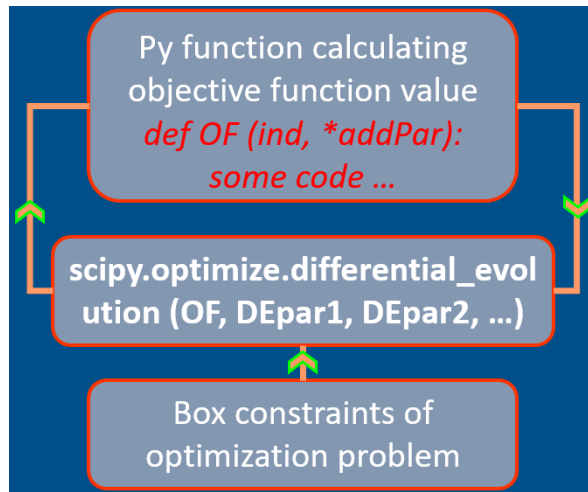 Py function calculating
objective function value
def OF (ind, *addPar):
some code ...
scipy.optimize.differential_evol
ution (OF, DEpar1, DEpar2, ...)
Box constraints of
optimization problem